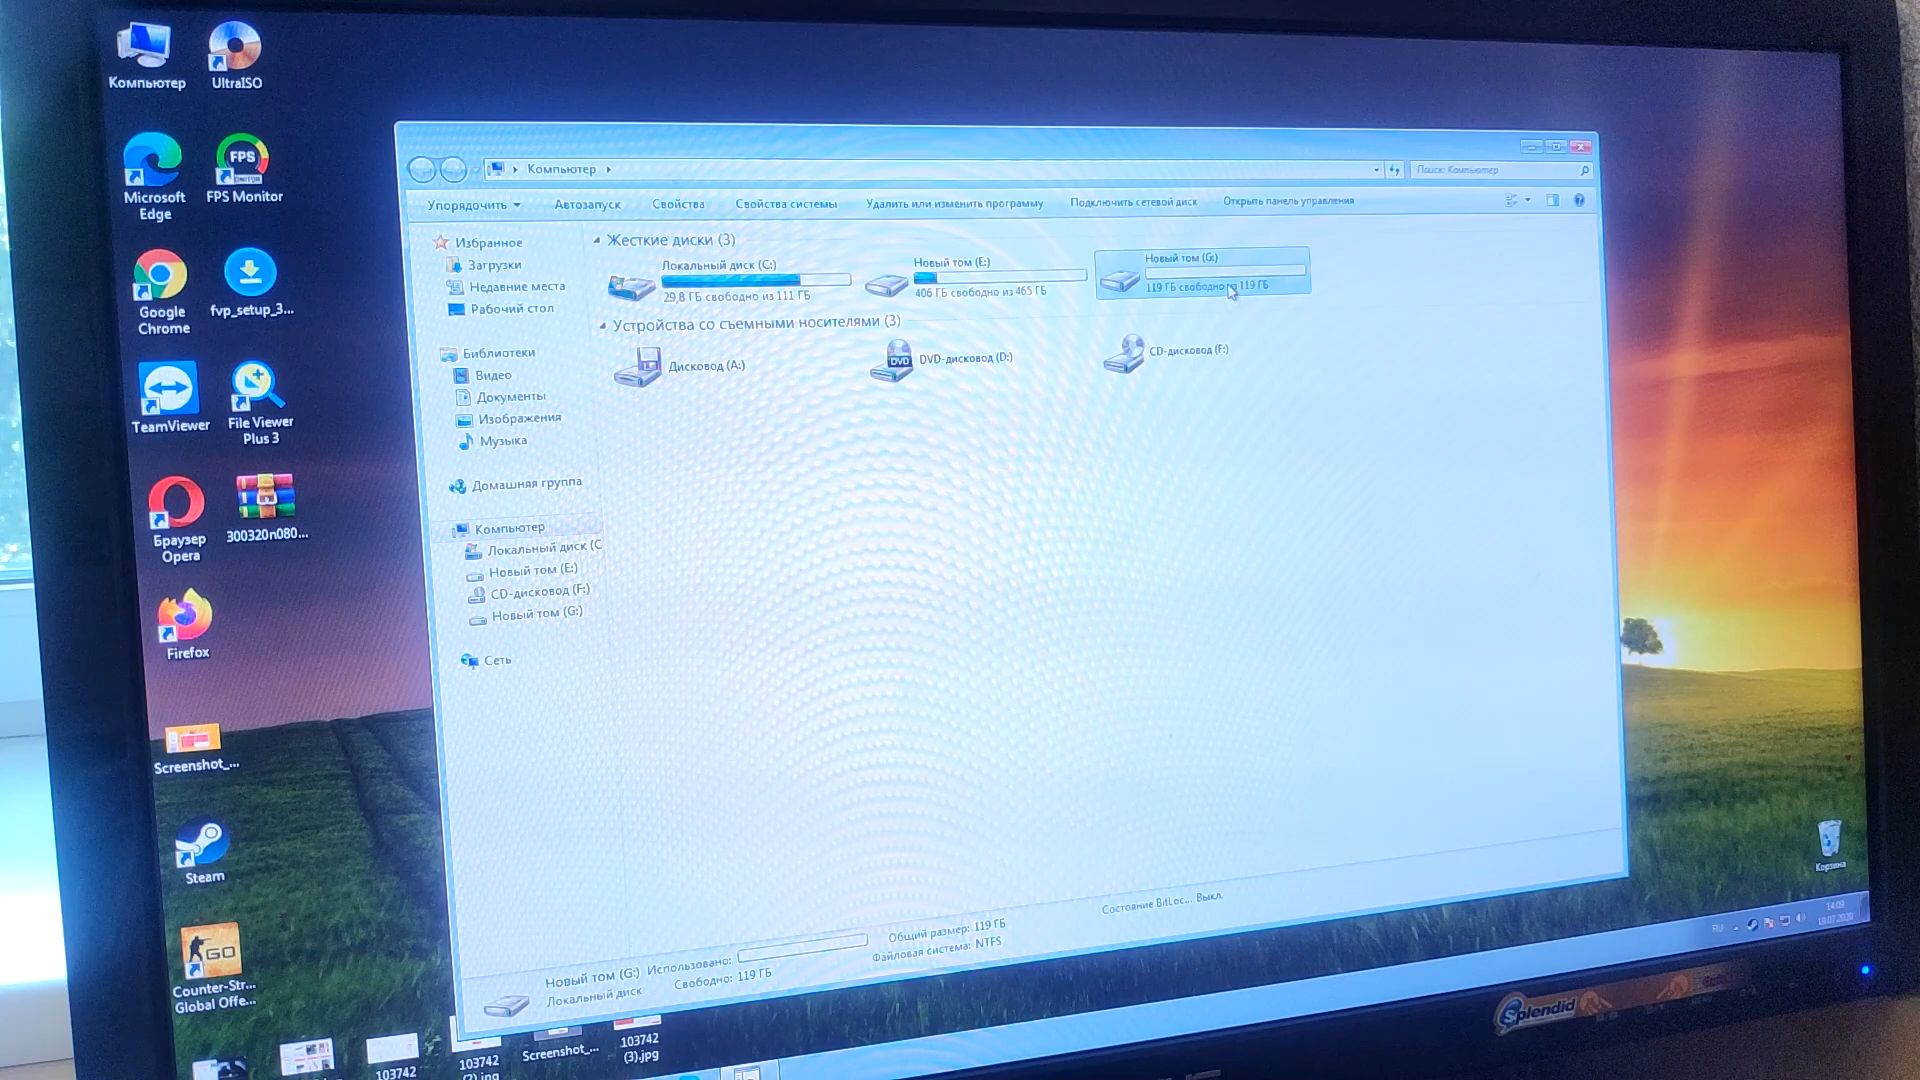 Компьютер
UltraISO
Microsoft
Edge
FPS
FPS Monitor
Google
Chrome
fvp_setup_3...
TeamViewer
File Viewer
Plus 3
Браузер
Opera
300320n080...
Firefox
Screenshot_...
Steam
GO
Counter-Str...
Global Offe...
103742
103742
(2).jpg
Screenshot_...
103742
(3).jpg
Компьютер
Поиск: Компьютер
Упорядочить
Автозапуск
Свойства
Свойства системы
Удалить или изменить программу
Подключить сетевой диск
Открыть панель управления
Избранное
Загрузки
Недавние места
Рабочий стол
Библиотеки
Видео
Документы
Изображения
Музыка
Домашняя группа
Компьютер
Локальный диск (C
Новый том (E:)
CD-дисковод (F:)
Новый том (G:)
Сеть
Жесткие диски (3)
Локальный диск (C:)
29,8 ГБ свободно из 111 ГБ
Новый том (E:)
406 ГБ свободно из 465 ГБ
Новый том (G:)
119 ГБ свободно из 119 ГБ
Устройства со съемными носителями (3)
Дисковод (A:)
DVD
DVD-дисковод (D:)
CD-дисковод (F:)
Новый том (G:) Использовано:
Общий размер: 119 ГБ
Состояние BitLoc... Выкл.
Локальный диск
Свободно: 119 ГБ
Файловая система: NTFS
Корзина
RU
14:09
19.07.2020
Splendid